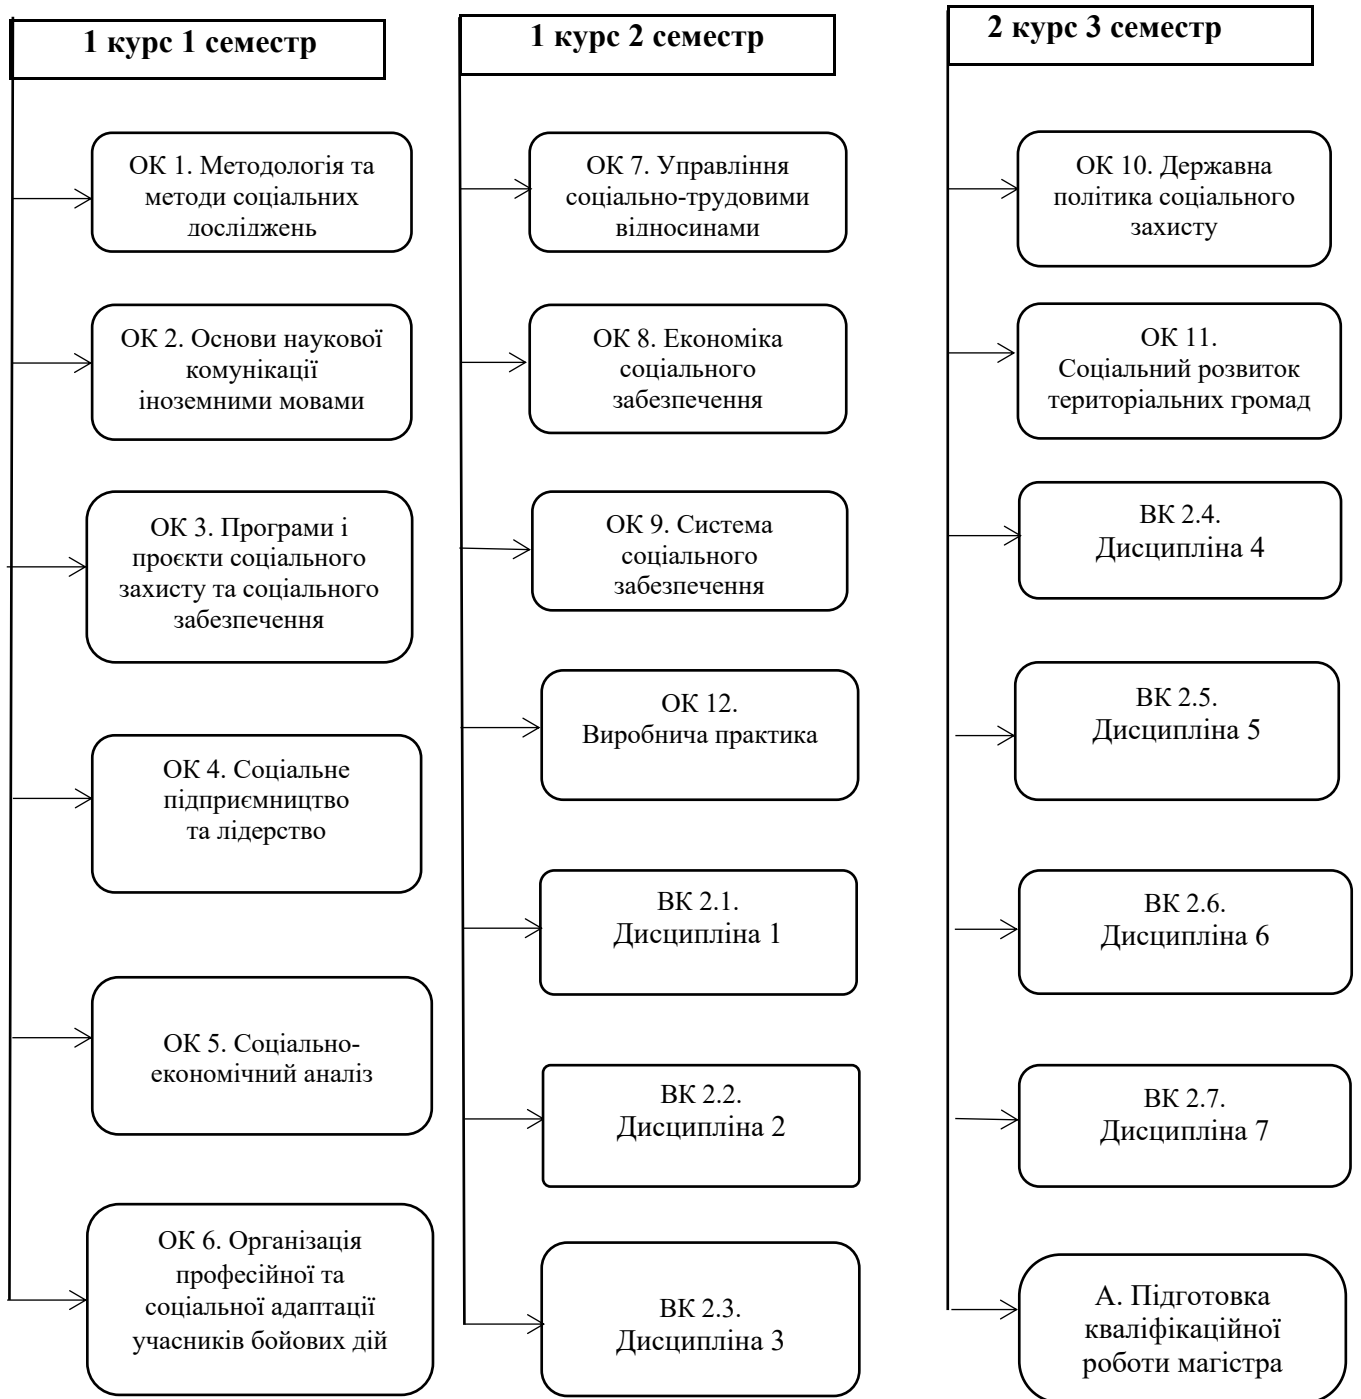 1 курс 1 семестр
ОК 1. Методологія та
методи соціальних
досліджень
ОК 2. Основи наукової
комунікації
іноземними мовами
ОК 3. Програми і
проєкти соціального
захисту та соціального
забезпечення
ОК 4. Соціальне
підприємництво
та лідерство
ОК 5. Соціально-
економічний аналіз
ОК 6. Організація
професійної та
соціальної адаптації
учасників бойових дій
1 курс 2 семестр
ОК 7. Управління
соціально-трудовими
відносинами
ОК 8. Економіка
соціального
забезпечення
ОК 9. Система
соціального
забезпечення
ОК 12.
Виробнича практика
ВК 2.1.
Дисципліна 1
ВК 2.2.
Дисципліна 2
ВК 2.3.
Дисципліна 3
2 курс 3 семестр
ОК 10. Державна
політика соціального
захисту
ОК 11.
Соціальний розвиток
територіальних громад
ВК 2.4.
Дисципліна 4
ВК 2.5.
Дисципліна 5
ВК 2.6.
Дисципліна 6
ВК 2.7.
Дисципліна 7
А. Підготовка
кваліфікаційної
роботи магістра